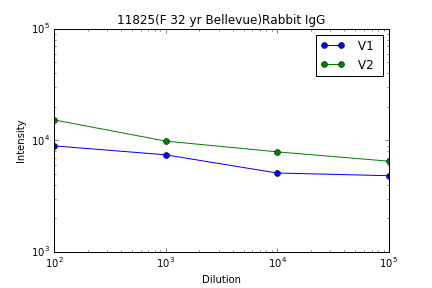 11825(F 32 yr Bellevue)Rabbit IgG
10^5
V1
V2
Intensity
10^4
10^3
10^2
10^3
10^4
10^5
Dilution